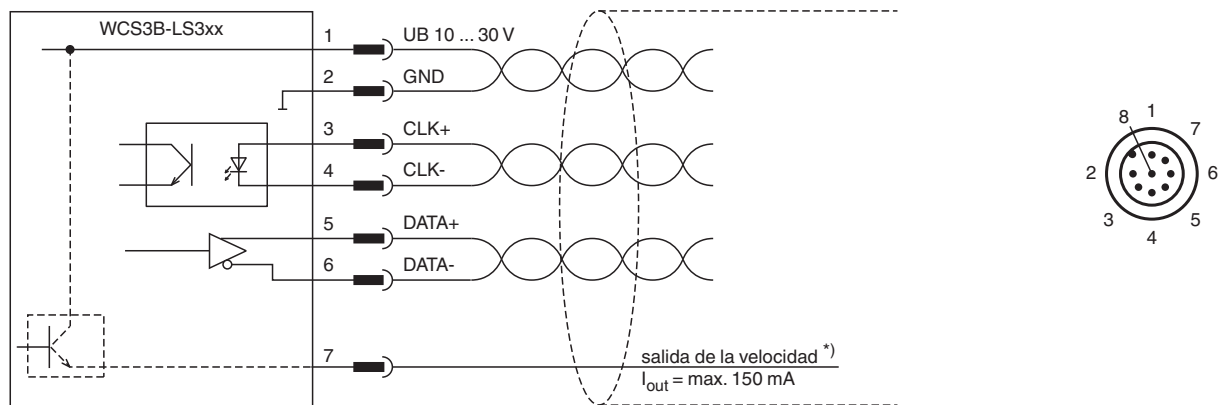 WCS3B-LS3xx
1 UB 10 ... 30 V
2 GND
3 CLK+
4 CLK-
5 DATA+
6 DATA-
7 salida de la velocidad *)
Iout = max. 150 mA
8 1 7
2 6
3 5
4